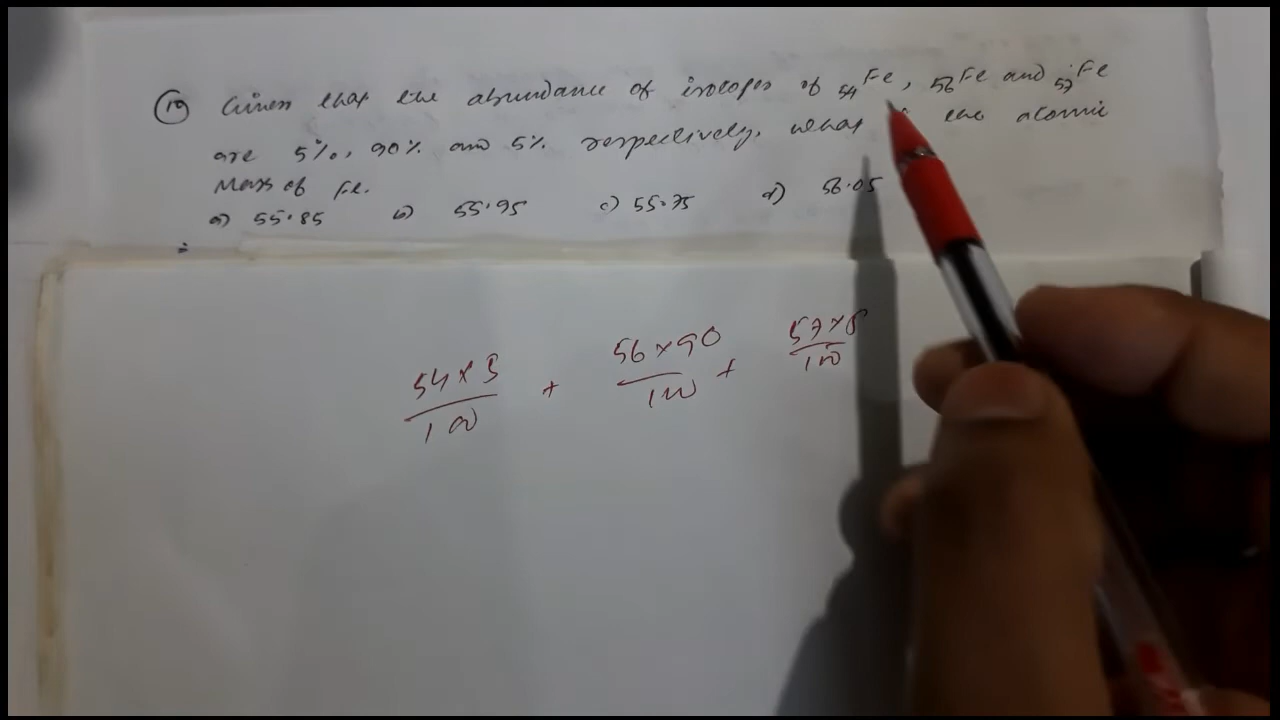 19 Given that the abundance of isotopes of 54Fe, 56Fe and 57Fe
are 5%, 90% and 5% respectively. What the atomic
Mass of Fe.
a) 55.85 b) 55.95 c) 55.75 d) 56.05
54×5/100 + 56×90/100 + 57×5/100